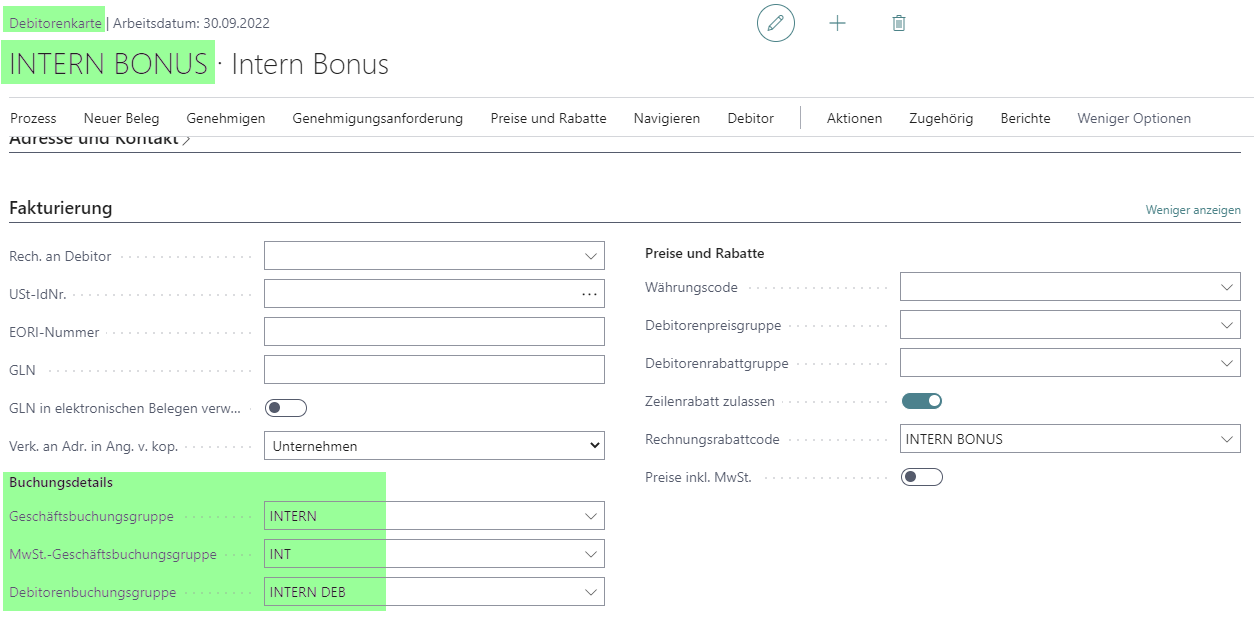 Debitorenkarte | Arbeitsdatum: 30.09.2022
INTERN BONUS · Intern Bonus
Prozess Neuer Beleg Genehmigen Genehmigungsanforderung Preise und Rabatte Navigieren Debitor Aktionen Zugehörig Berichte Weniger Optionen
Adresse und Kontakt
Fakturierung
Weniger anzeigen
Rech. an Debitor
USt-IdNr.
EORI-Nummer
GLN
GLN in elektronischen Belegen verw...
Verk. an Adr. in Ang. v. kop. Unternehmen
Buchungsdetails
Geschäftsbuchungsgruppe INTERN
MwSt.-Geschäftsbuchungsgruppe INT
Debitorenbuchungsgruppe INTERN DEB
Preise und Rabatte
Währungscode
Debitorenpreisgruppe
Debitorenrabattgruppe
Zeilenrabatt zulassen
Rechnungsrabattcode INTERN BONUS
Preise inkl. MwSt.